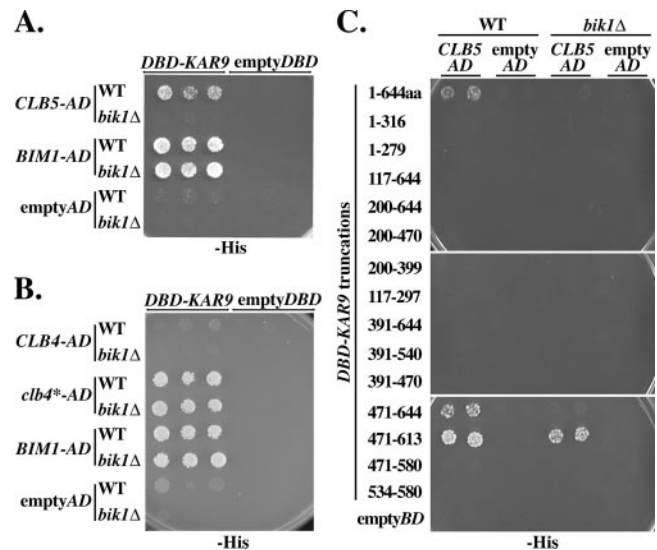 A.
DBD-KAR9 emptyDBD
CLB5-AD WT
bik1Δ
BIM1-AD WT
bik1Δ
emptyAD WT
bik1Δ
-His
B.
DBD-KAR9 emptyDBD
CLB4-AD WT
bik1Δ
clb4*-AD WT
bik1Δ
BIM1-AD WT
bik1Δ
emptyAD WT
bik1Δ
-His
C.
WT bik1Δ
CLB5 empty CLB5 empty
AD AD AD AD
DBD-KAR9 truncations
1-644aa
1-316
1-279
117-644
200-644
200-470
200-399
117-297
391-644
391-540
391-470
471-644
471-613
471-580
534-580
emptyBD
-His